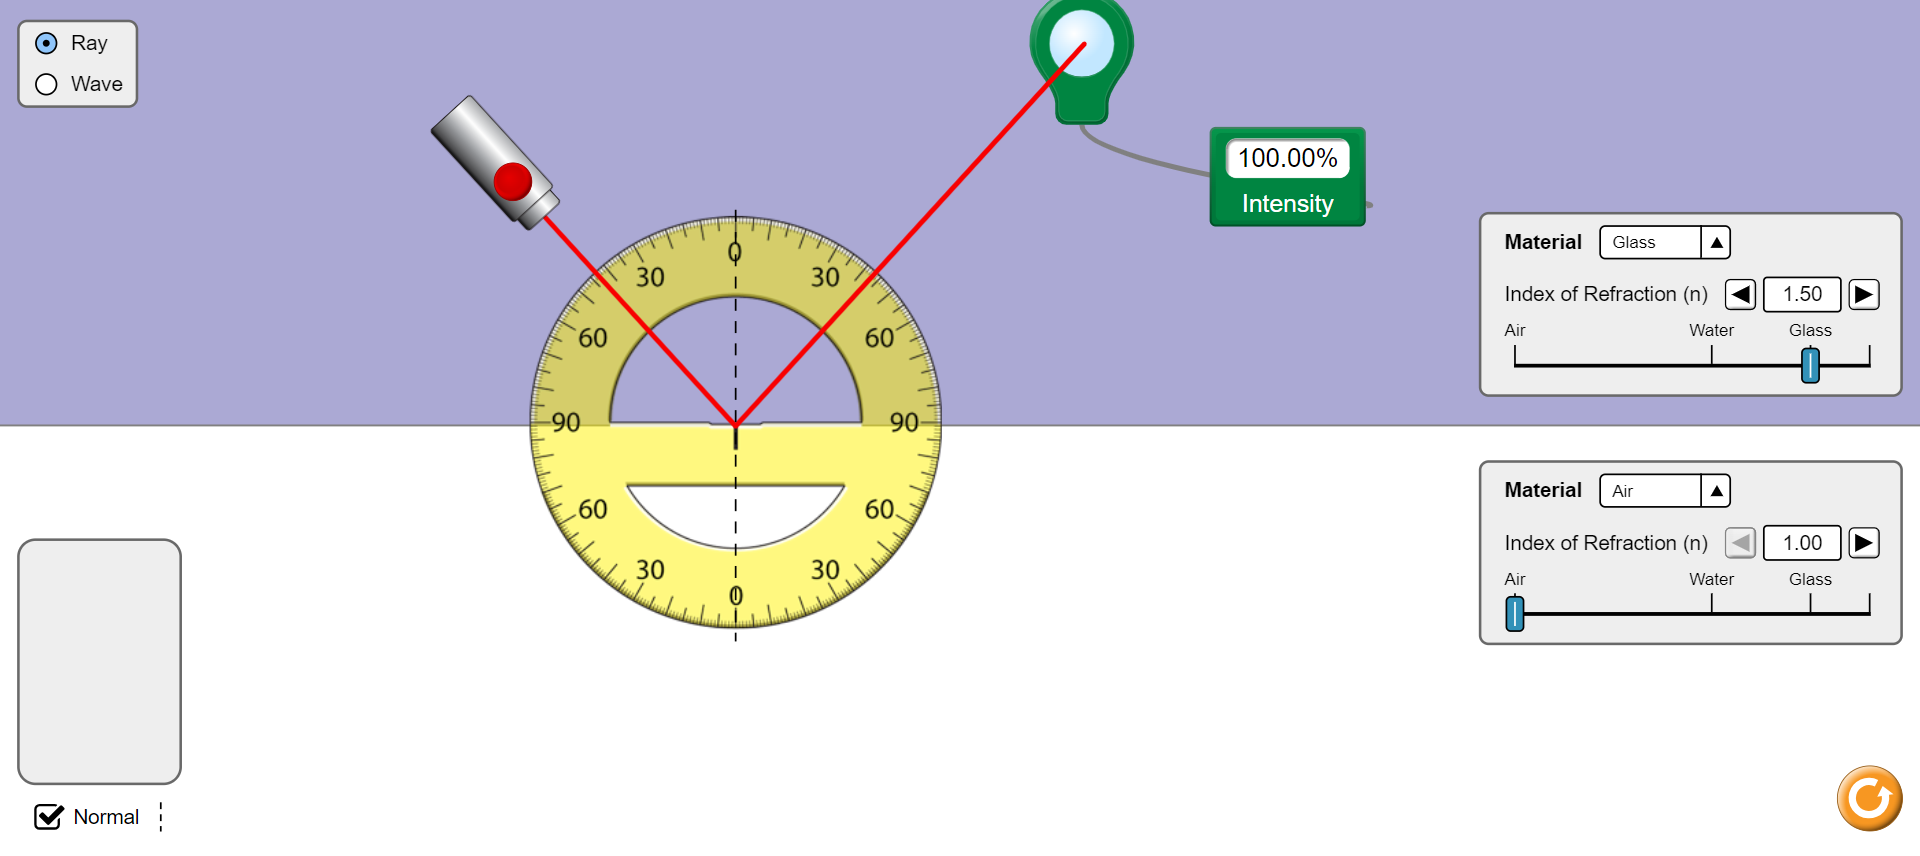 Ray
Wave
100.00%
Intensity
Material Glass
Index of Refraction (n) 1.50
Air Water Glass
Material Air
Index of Refraction (n) 1.00
Air Water Glass
0
30 30
60 60
90 90
60 60
30 30
0
Normal